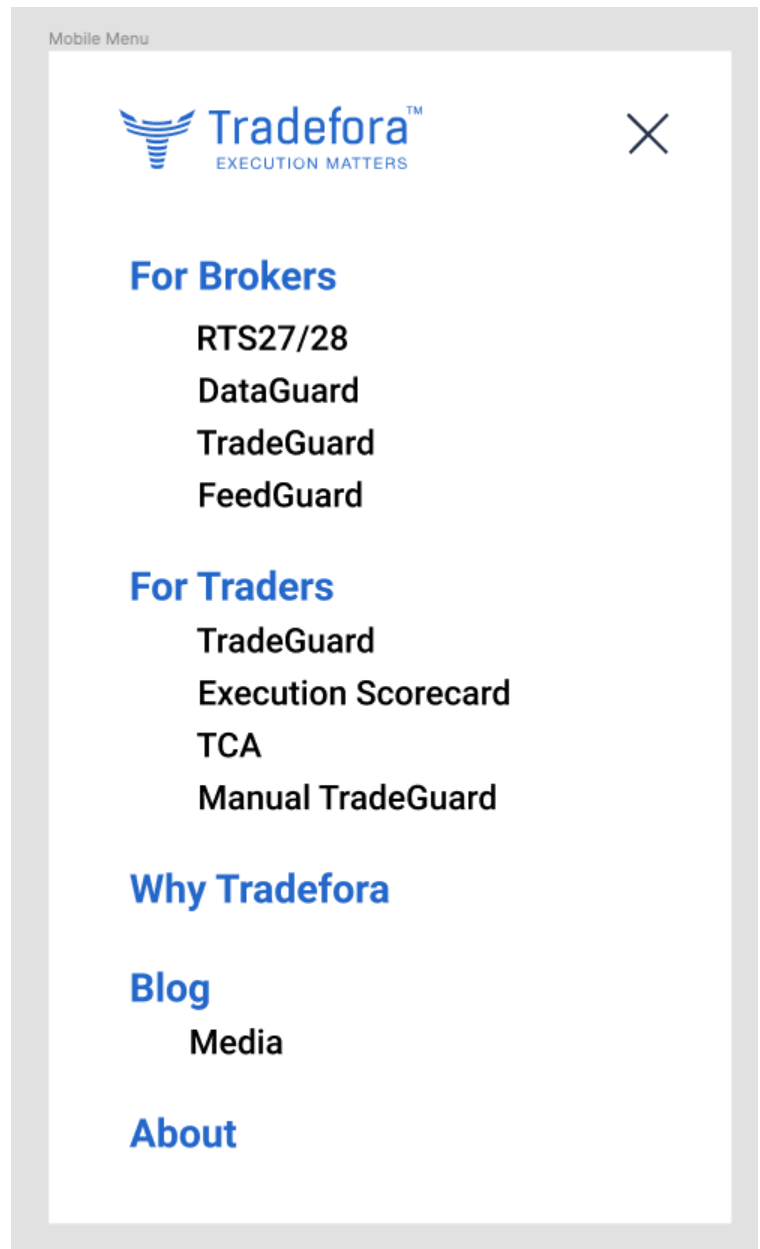 Mobile Menu
Tradefora™
EXECUTION MATTERS
For Brokers
RTS27/28
DataGuard
TradeGuard
FeedGuard
For Traders
TradeGuard
Execution Scorecard
TCA
Manual TradeGuard
Why Tradefora
Blog
Media
About